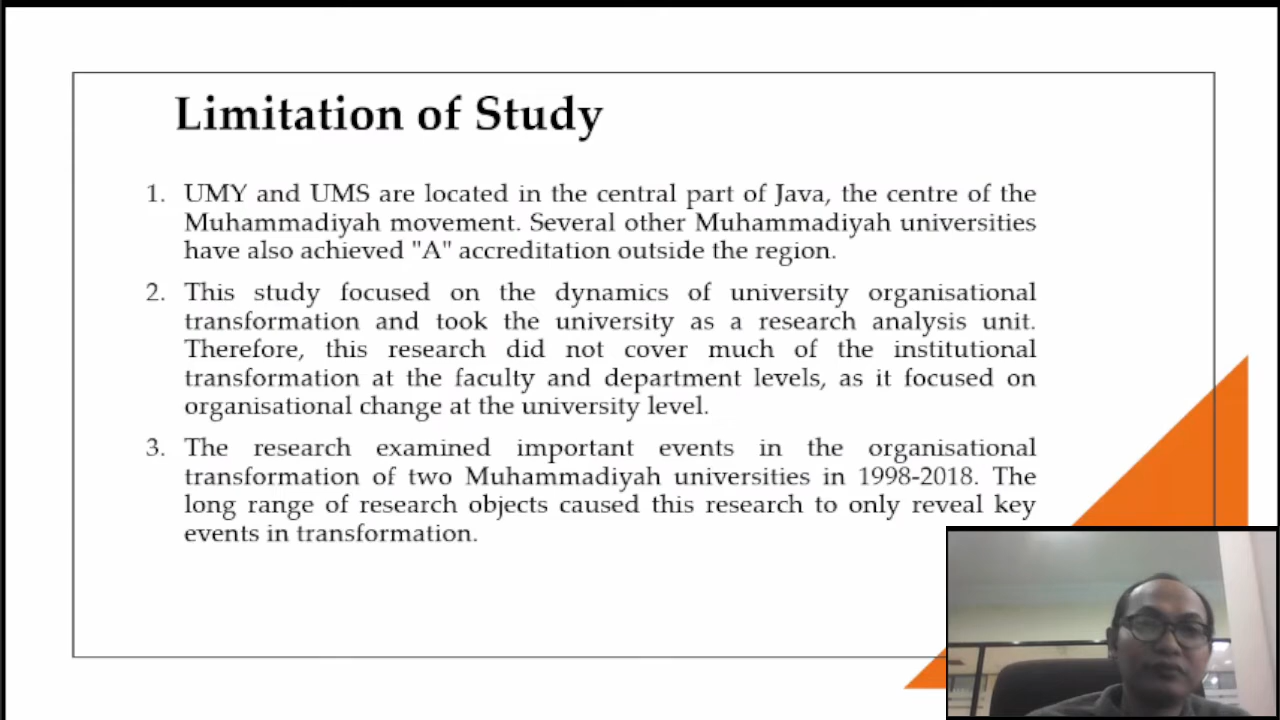 Limitation of Study
1. UMY and UMS are located in the central part of Java, the centre of the
Muhammadiyah movement. Several other Muhammadiyah universities
have also achieved "A" accreditation outside the region.
2. This study focused on the dynamics of university organisational
transformation and took the university as a research analysis unit.
Therefore, this research did not cover much of the institutional
transformation at the faculty and department levels, as it focused on
organisational change at the university level.
3. The research examined important events in the organisational
transformation of two Muhammadiyah universities in 1998-2018. The
long range of research objects caused this research to only reveal key
events in transformation.